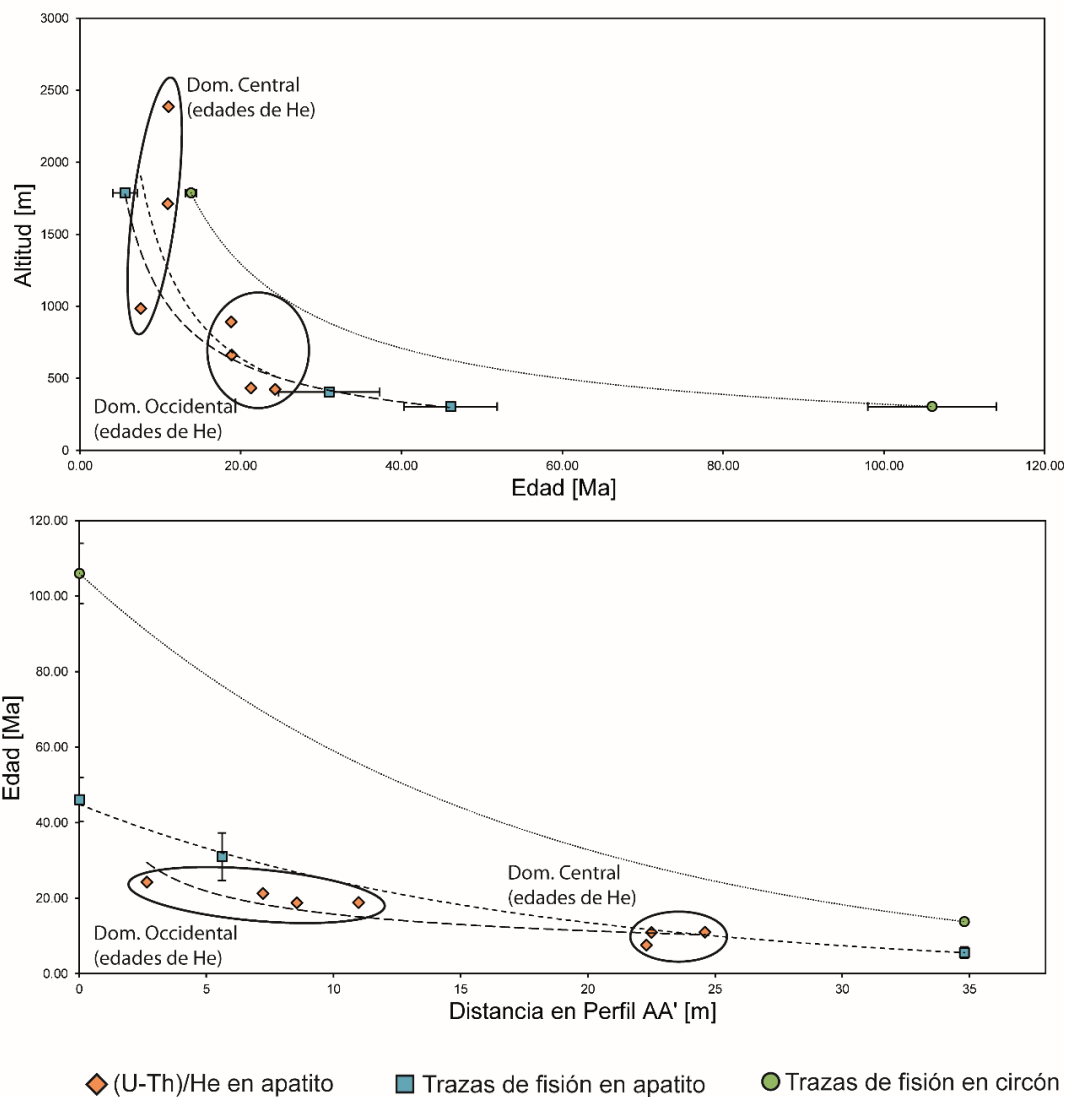 3000
2500
2000
1500
1000
500
0
Altitud [m]
Dom. Central
(edades de He)
Dom. Occidental
(edades de He)
0.00 20.00 40.00 60.00 80.00 100.00 120.00
Edad [Ma]
120.00
100.00
80.00
60.00
40.00
20.00
0.00
Edad [Ma]
Dom. Central
(edades de He)
Dom. Occidental
(edades de He)
0 5 10 15 20 25 30 35
Distancia en Perfil AA' [m]
(U-Th)/He en apatito Trazas de fisión en apatito Trazas de fisión en circón